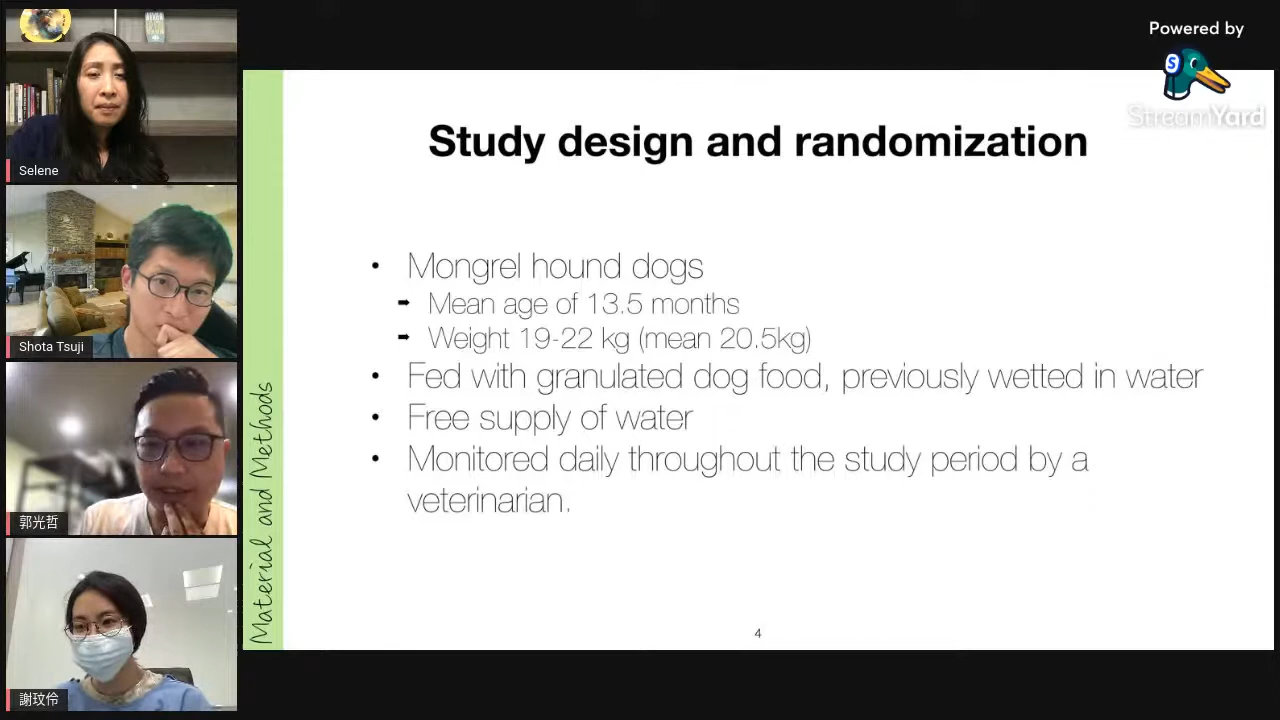 Powered by
S
StreamYard
Selene
Shota Tsuji
郭光哲
謝玟伶
Material and Methods
Study design and randomization
• Mongrel hound dogs
➡ Mean age of 13.5 months
➡ Weight 19-22 kg (mean 20.5kg)
• Fed with granulated dog food, previously wetted in water
• Free supply of water
• Monitored daily throughout the study period by a
veterinarian.
4